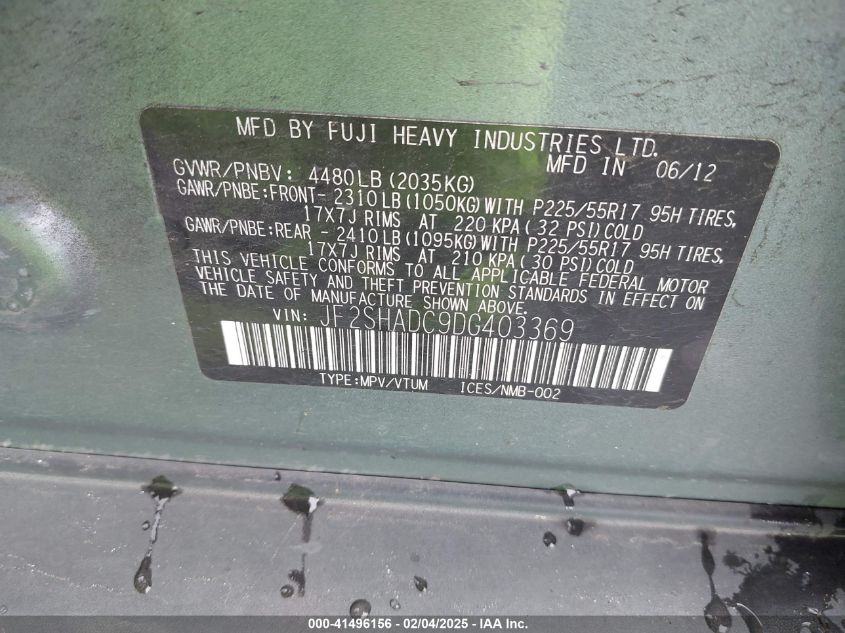 MFD BY FUJI HEAVY INDUSTRIES LTD.
GVWR/PNBV: 4480LB(2035KG) MFD IN 06/12
GAWR/PNBE:FRONT- 2310LB(1050KG)WITH P225/55R17 95H TIRES,
17X7J RIMS AT 220 KPA(32 PSI)COLD
GAWR/PNBE:REAR - 2410LB(1095KG)WITH P225/55R17 95H TIRES,
17X7J RIMS AT 210 KPA(30 PSI)COLD
THIS VEHICLE CONFORMS TO ALL APPLICABLE FEDERAL MOTOR
VEHICLE SAFETY AND THEFT PREVENTION STANDARDS IN EFFECT ON
THE DATE OF MANUFACTURE SHOWN ABOVE.
VIN: JF2SHADC9DG403369
TYPE:MPV/VTUM ICES/NMB-002
000-41496156 - 02/04/2025 - IAA Inc.